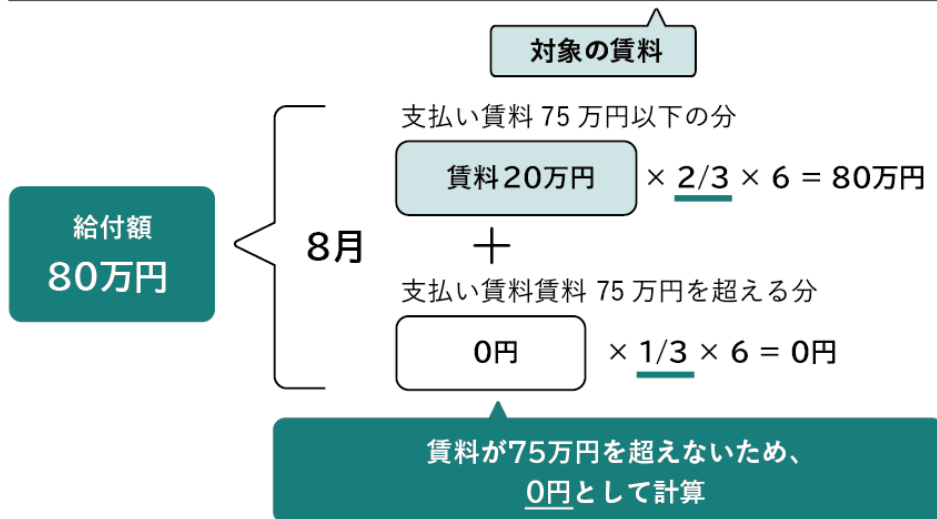 対象の賃料
支払い賃料 75 万円以下の分
賃料20万円 × 2/3 × 6 = 80万円
給付額
80万円
8月
+
支払い賃料賃料 75 万円を超える分
0円 × 1/3 × 6 = 0円
賃料が75万円を超えないため、
0円として計算